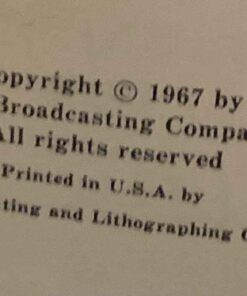 opyright © 1967 by
Broadcasting Compa
All rights reserved
Printed in U.S.A. by
ting and Lithographing C